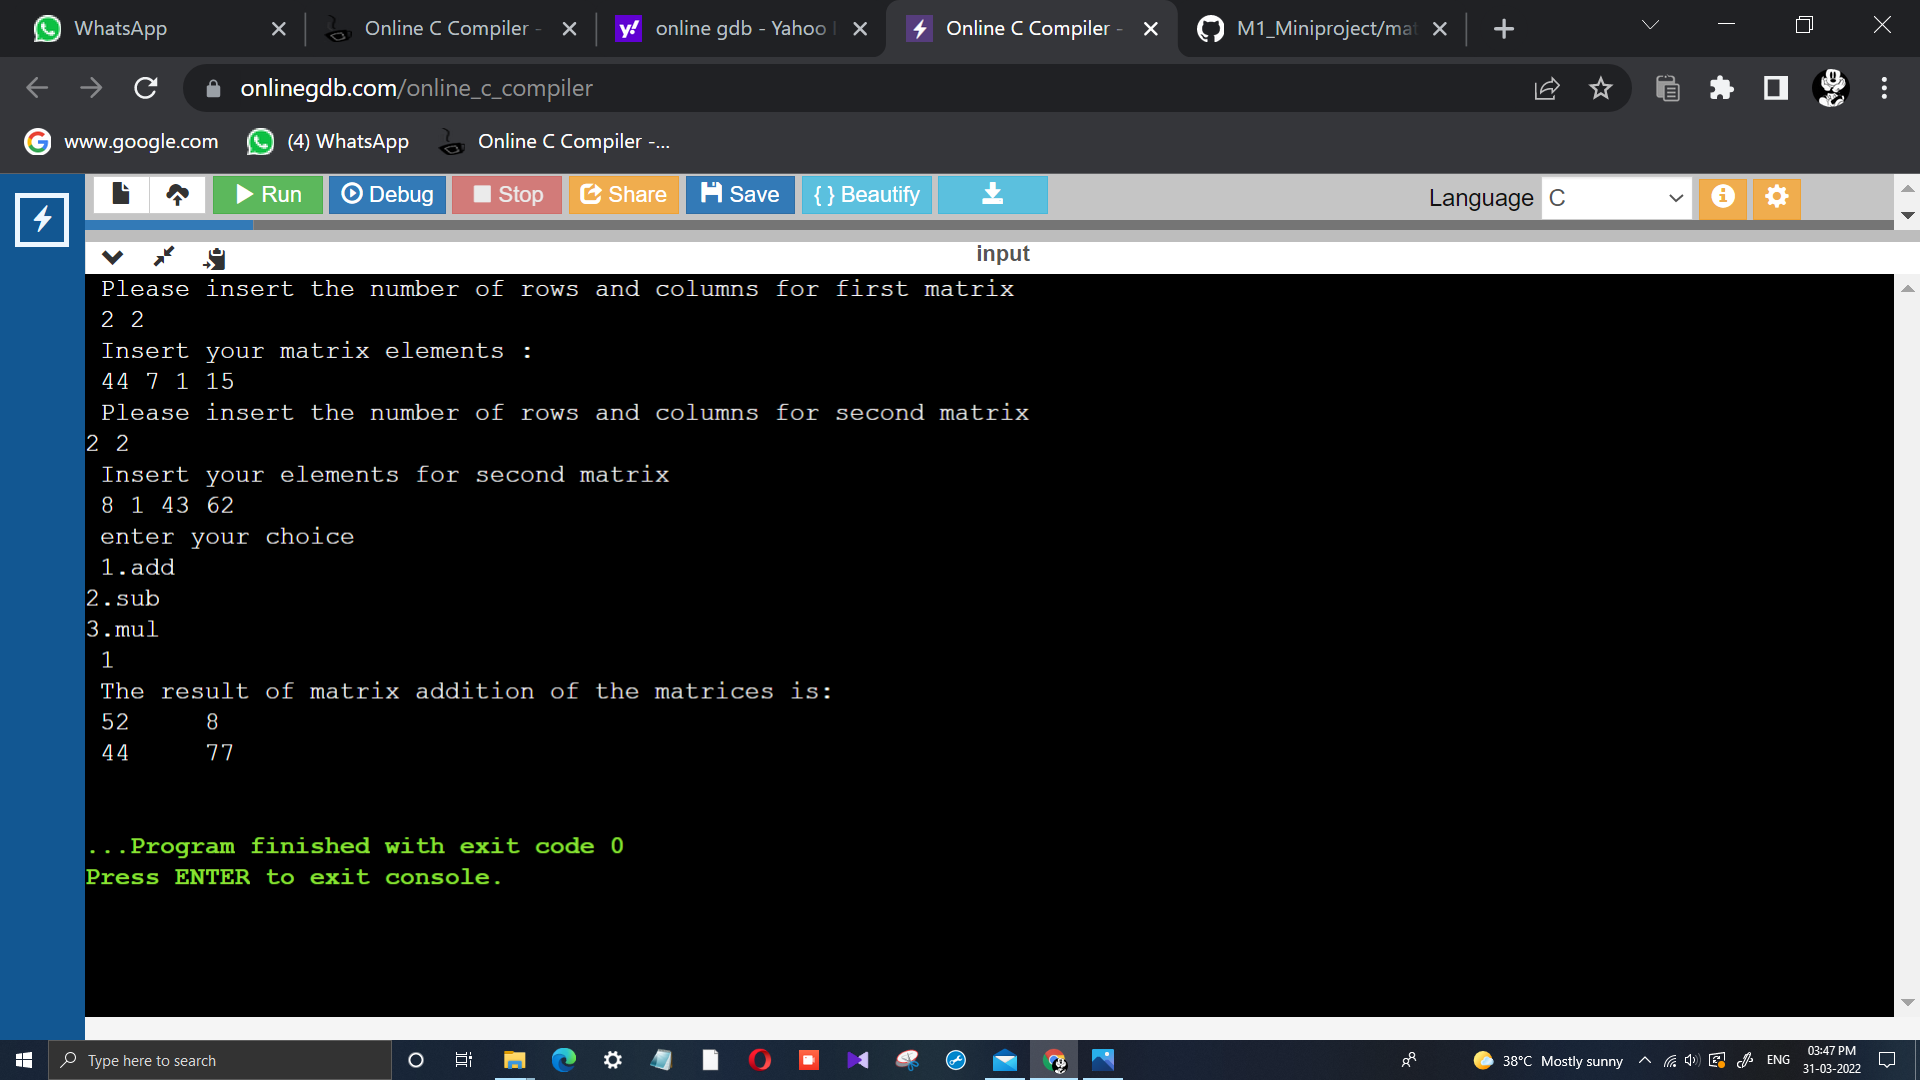 WhatsApp
Online C Compiler -
online gdb - Yahoo
Online C Compiler -
M1_Miniproject/mat
onlinegdb.com/online_c_compiler
www.google.com
(4) WhatsApp
Online C Compiler -...
Run
Debug
Stop
Share
Save
{ } Beautify
Language C
input
Please insert the number of rows and columns for first matrix
2 2
Insert your matrix elements :
44 7 1 15
Please insert the number of rows and columns for second matrix
2 2
Insert your elements for second matrix
8 1 43 62
enter your choice
1.add
2.sub
3.mul
1
The result of matrix addition of the matrices is:
52 8
44 77
...Program finished with exit code 0
Press ENTER to exit console.
Type here to search
38°C Mostly sunny
ENG
03:47 PM
31-03-2022